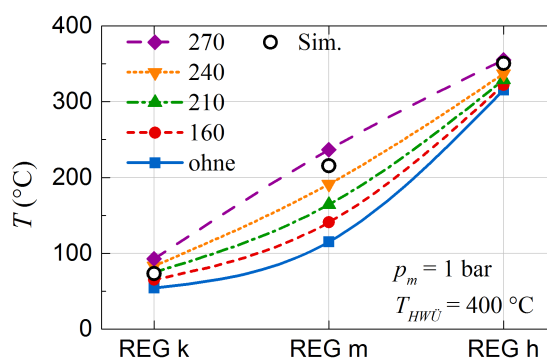 400
300
200
100
0
T (°C)
270
240
210
160
ohne
Sim.
p_m = 1 bar
T_HWÜ = 400 °C
REG k
REG m
REG h